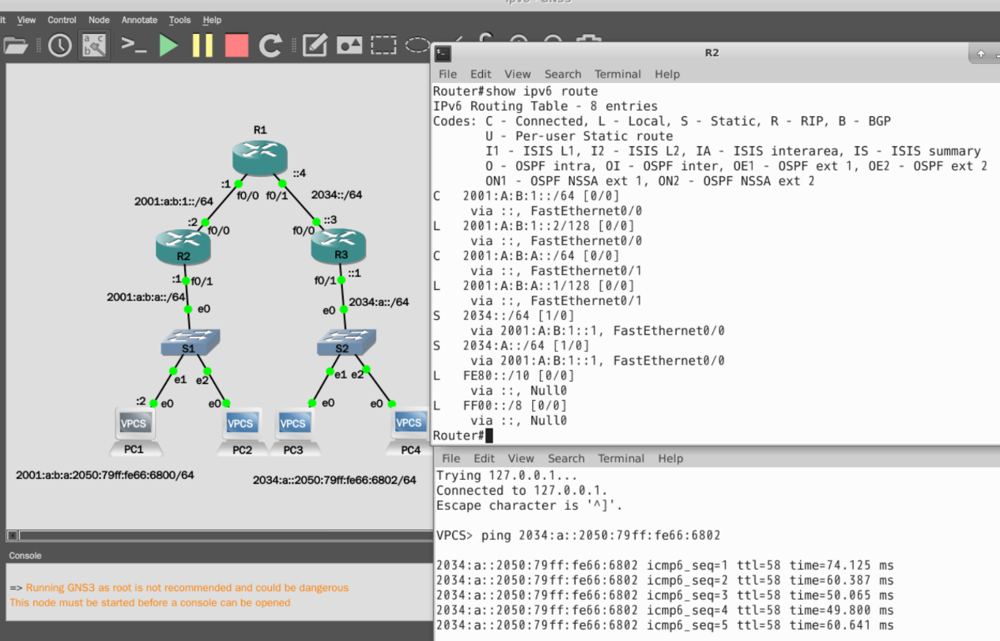 View Control Node Annotate Tools Help
R1
::4
:1
f0/0 f0/1
2034::/64
2001:a:b:1::/64
:2
::3
f0/0
f0/0
R2
R3
:1
f0/1
f0/1
::1
2001:a:b:a::/64
e0
e0
2034:a::/64
S1
S2
e1 e2
e1 e2
:2 e0
e0
e0
e0
VPCS
VPCS
VPCS
VPCS
PC1
PC2
PC3
PC4
2001:a:b:a:2050:79ff:fe66:6800/64
2034:a::2050:79ff:fe66:6802/64
Console
=> Running GNS3 as root is not recommended and could be dangerous
This node must be started before a console can be opened
R2
File Edit View Search Terminal Help
Router#show ipv6 route
IPv6 Routing Table - 8 entries
Codes: C - Connected, L - Local, S - Static, R - RIP, B - BGP
U - Per-user Static route
I1 - ISIS L1, I2 - ISIS L2, IA - ISIS interarea, IS - ISIS summary
O - OSPF intra, OI - OSPF inter, OE1 - OSPF ext 1, OE2 - OSPF ext 2
ON1 - OSPF NSSA ext 1, ON2 - OSPF NSSA ext 2
C 2001:A:B:1::/64 [0/0]
via ::, FastEthernet0/0
L 2001:A:B:1::2/128 [0/0]
via ::, FastEthernet0/0
C 2001:A:B:A::/64 [0/0]
via ::, FastEthernet0/1
L 2001:A:B:A::1/128 [0/0]
via ::, FastEthernet0/1
S 2034::/64 [1/0]
via 2001:A:B:1::1, FastEthernet0/0
S 2034:A::/64 [1/0]
via 2001:A:B:1::1, FastEthernet0/0
L FE80::/10 [0/0]
via ::, Null0
L FF00::/8 [0/0]
via ::, Null0
Router#
File Edit View Search Terminal Help
Trying 127.0.0.1...
Connected to 127.0.0.1.
Escape character is '^]'.
VPCS> ping 2034:a::2050:79ff:fe66:6802
2034:a::2050:79ff:fe66:6802 icmp6_seq=1 ttl=58 time=74.125 ms
2034:a::2050:79ff:fe66:6802 icmp6_seq=2 ttl=58 time=60.387 ms
2034:a::2050:79ff:fe66:6802 icmp6_seq=3 ttl=58 time=50.065 ms
2034:a::2050:79ff:fe66:6802 icmp6_seq=4 ttl=58 time=49.800 ms
2034:a::2050:79ff:fe66:6802 icmp6_seq=5 ttl=58 time=60.641 ms